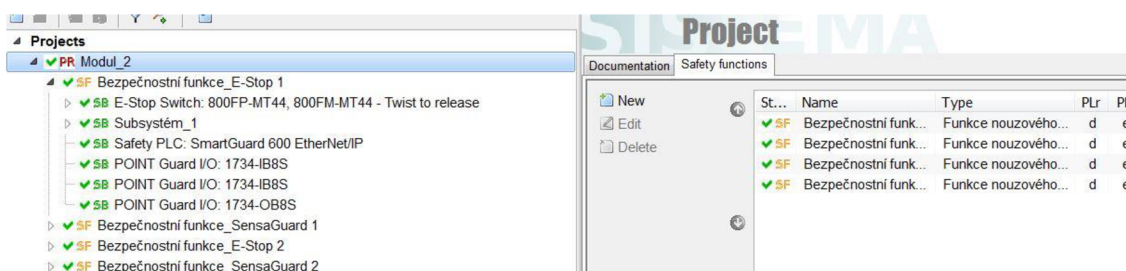 Projects
PR Modul_2
SF Bezpečnostní funkce_E-Stop 1
SB E-Stop Switch: 800FP-MT44, 800FM-MT44 - Twist to release
SB Subsystém_1
SB Safety PLC: SmartGuard 600 EtherNet/IP
SB POINT Guard I/O: 1734-IB8S
SB POINT Guard I/O: 1734-IB8S
SB POINT Guard I/O: 1734-OB8S
SF Bezpečnostní funkce_SensaGuard 1
SF Bezpečnostní funkce_E-Stop 2
SF Bezpečnostní funkce_SensaGuard 2
Project
Documentation Safety functions
New
Edit
Delete
St... Name Type PLr
SF Bezpečnostní funk... Funkce nouzového... d e
SF Bezpečnostní funk... Funkce nouzového... d e
SF Bezpečnostní funk... Funkce nouzového... d e
SF Bezpečnostní funk... Funkce nouzového... d e